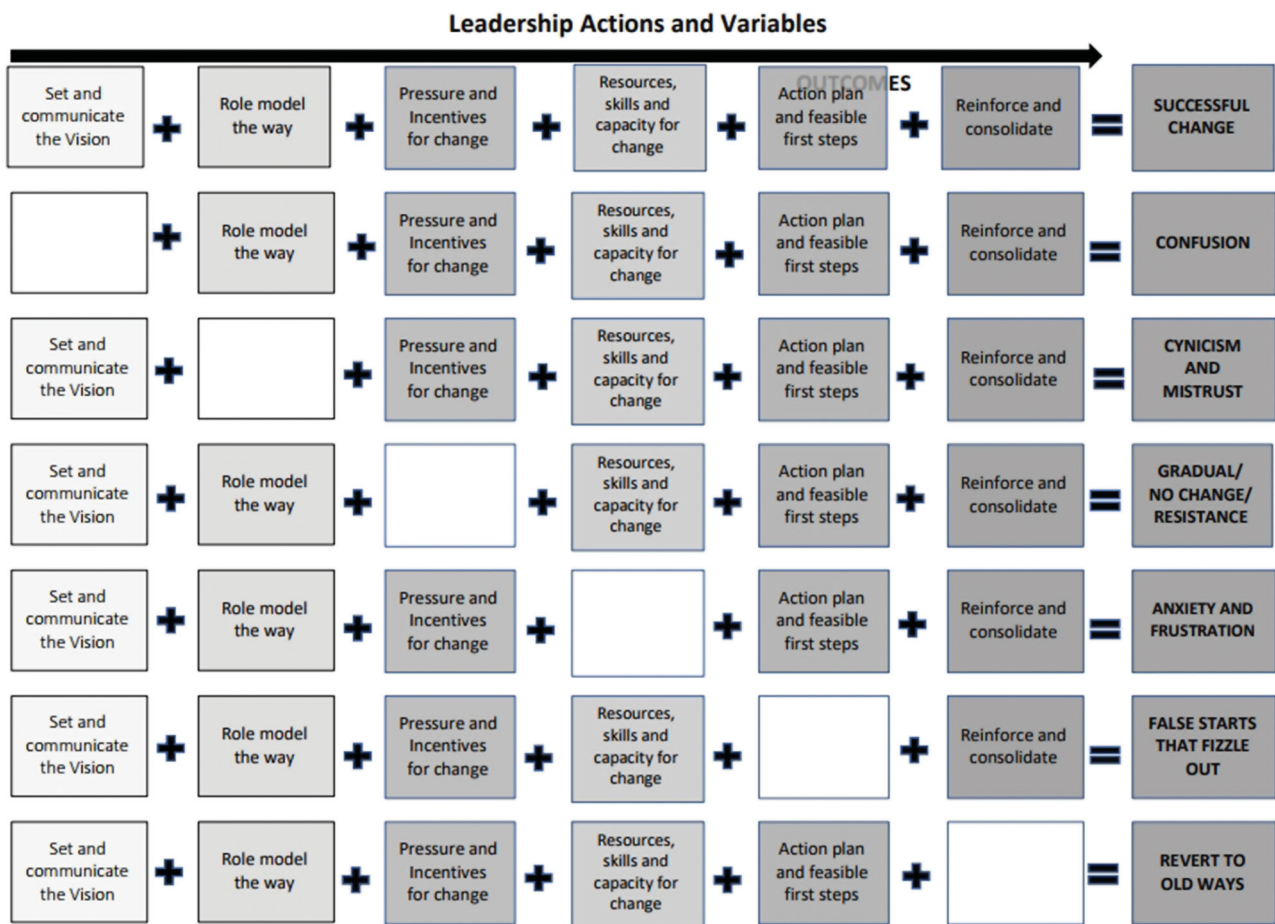 Leadership Actions and Variables
OUTCOMES
Set and
communicate
the Vision
Role model
the way
Pressure and
Incentives
for change
Resources,
skills and
capacity for
change
Action plan
and feasible
first steps
Reinforce and
consolidate
SUCCESSFUL
CHANGE
Role model
the way
Pressure and
Incentives
for change
Resources,
skills and
capacity for
change
Action plan
and feasible
first steps
Reinforce and
consolidate
CONFUSION
Set and
communicate
the Vision
Pressure and
Incentives
for change
Resources,
skills and
capacity for
change
Action plan
and feasible
first steps
Reinforce and
consolidate
CYNICISM
AND
MISTRUST
Set and
communicate
the Vision
Role model
the way
Resources,
skills and
capacity for
change
Action plan
and feasible
first steps
Reinforce and
consolidate
GRADUAL/
NO CHANGE/
RESISTANCE
Set and
communicate
the Vision
Role model
the way
Pressure and
Incentives
for change
Action plan
and feasible
first steps
Reinforce and
consolidate
ANXIETY AND
FRUSTRATION
Set and
communicate
the Vision
Role model
the way
Pressure and
Incentives
for change
Resources,
skills and
capacity for
change
Reinforce and
consolidate
FALSE STARTS
THAT FIZZLE
OUT
Set and
communicate
the Vision
Role model
the way
Pressure and
Incentives
for change
Resources,
skills and
capacity for
change
Action plan
and feasible
first steps
REVERT TO
OLD WAYS